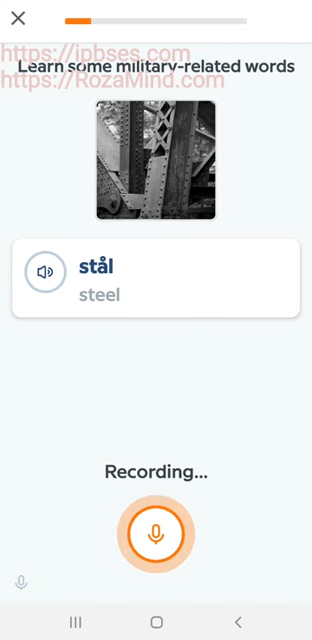 https://ipbses.com
Learn some military-related words
https://RozaMind.com
stål
steel
Recording...